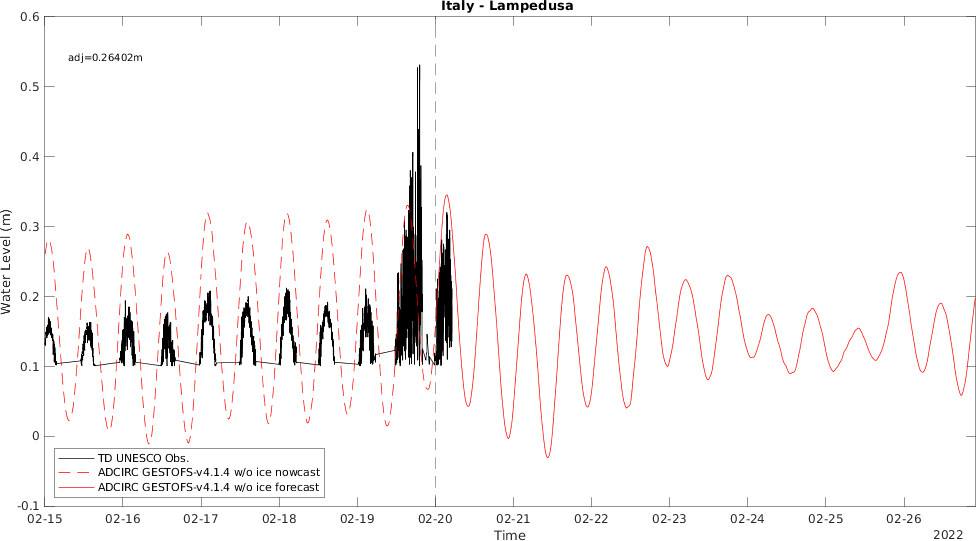 Italy - Lampedusa
0.6
adj=0.26402m
0.5
0.4
0.3
0.2
0.1
0
-0.1
Water Level (m)
TD UNESCO Obs.
ADCIRC GESTOFS-v4.1.4 w/o ice nowcast
ADCIRC GESTOFS-v4.1.4 w/o ice forecast
02-15 02-16 02-17 02-18 02-19 02-20 02-21 02-22 02-23 02-24 02-25 02-26
Time
2022